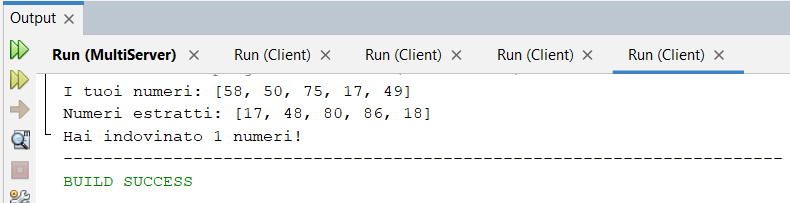 Output
Run (MultiServer) Run (Client) Run (Client) Run (Client) Run (Client)
I tuoi numeri: [58, 50, 75, 17, 49]
Numeri estratti: [17, 48, 80, 86, 18]
Hai indovinato 1 numeri!
------------------------------------------------------------------------
BUILD SUCCESS